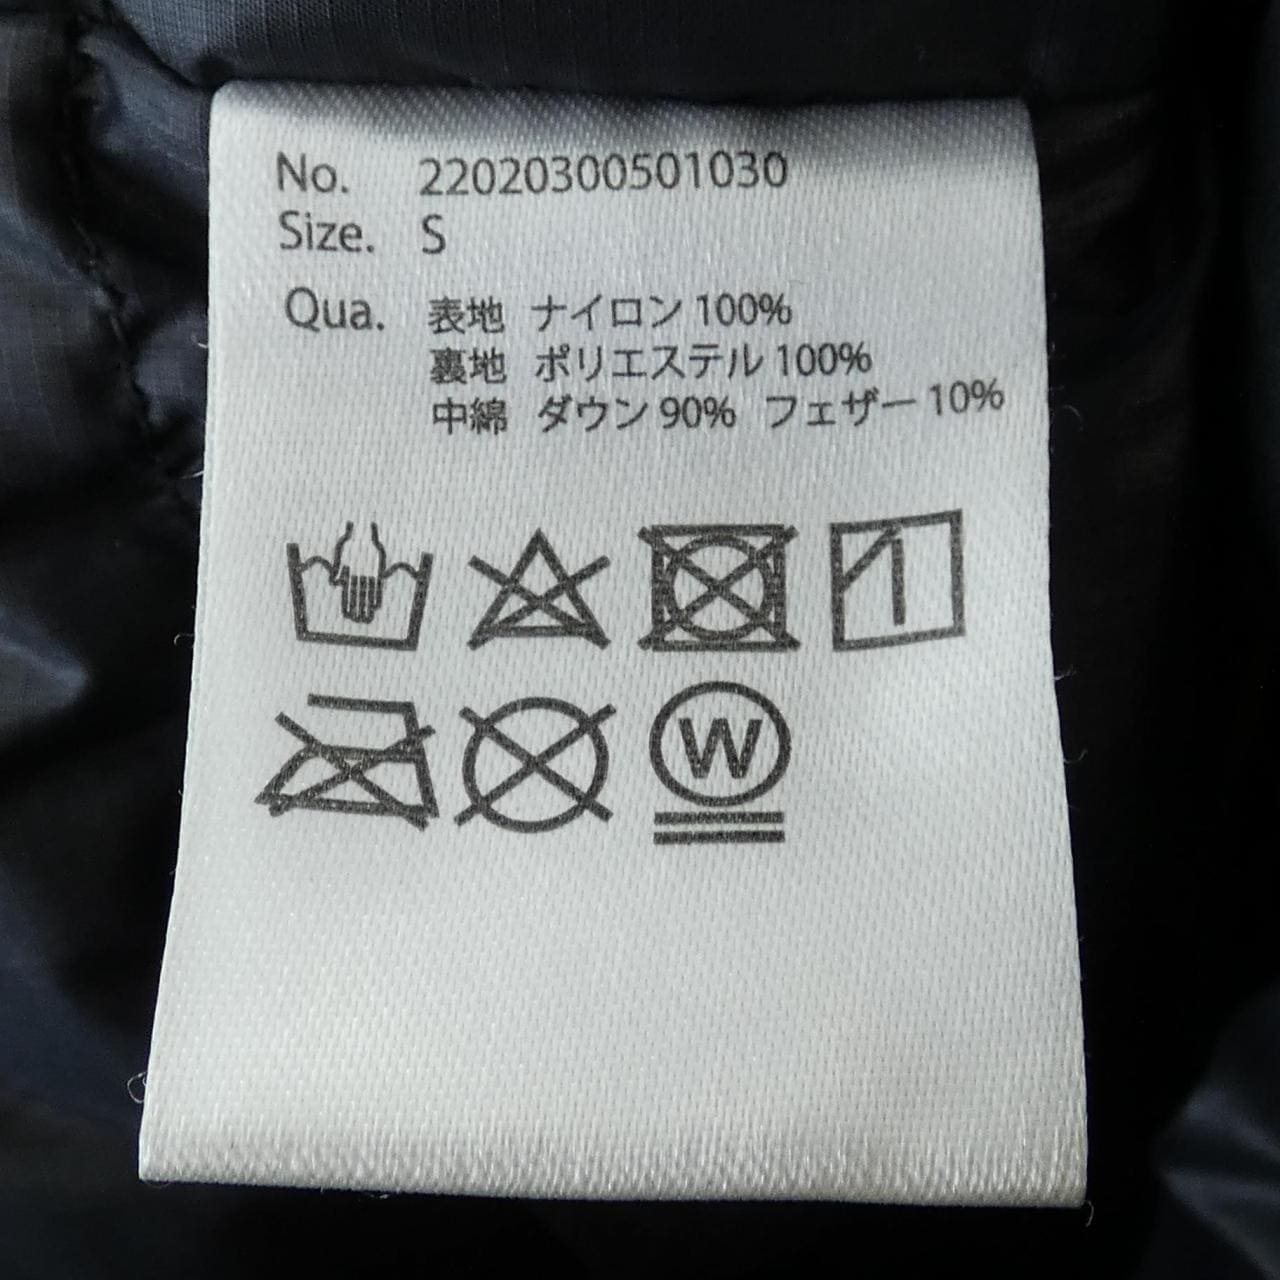 No. 22020300501030
Size. S
Qua. 表地 ナイロン 100%
裏地 ポリエステル 100%
中綿 ダウン 90% フェザー 10%
W